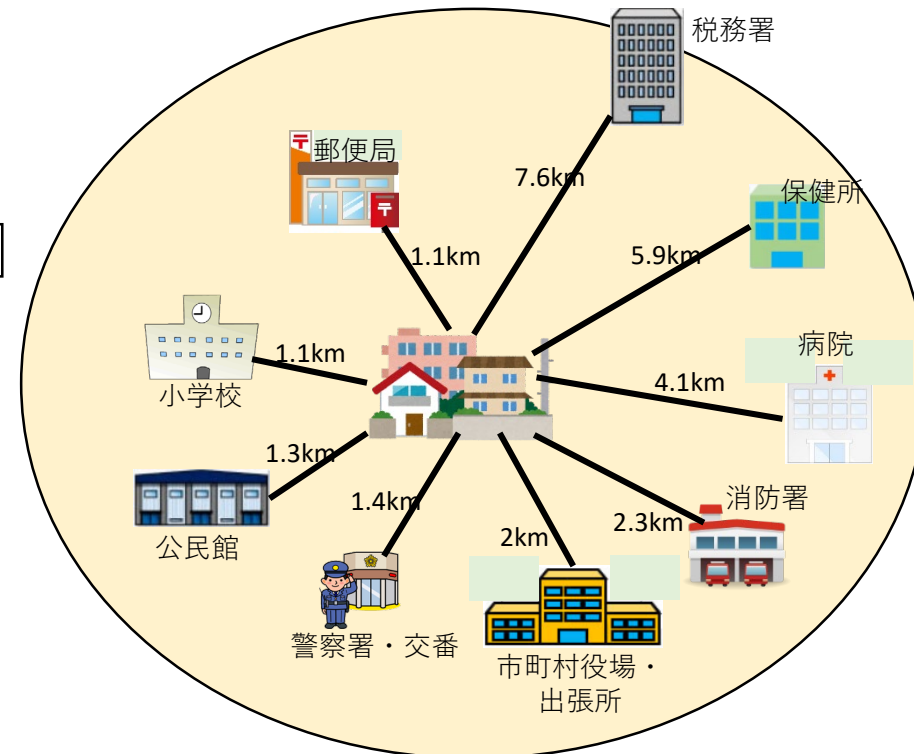 税務署
7.6km
郵便局
1.1km
保健所
5.9km
病院
4.1km
小学校
1.1km
公民館
1.3km
消防署
2.3km
警察署・交番
1.4km
市町村役場・
出張所
2km